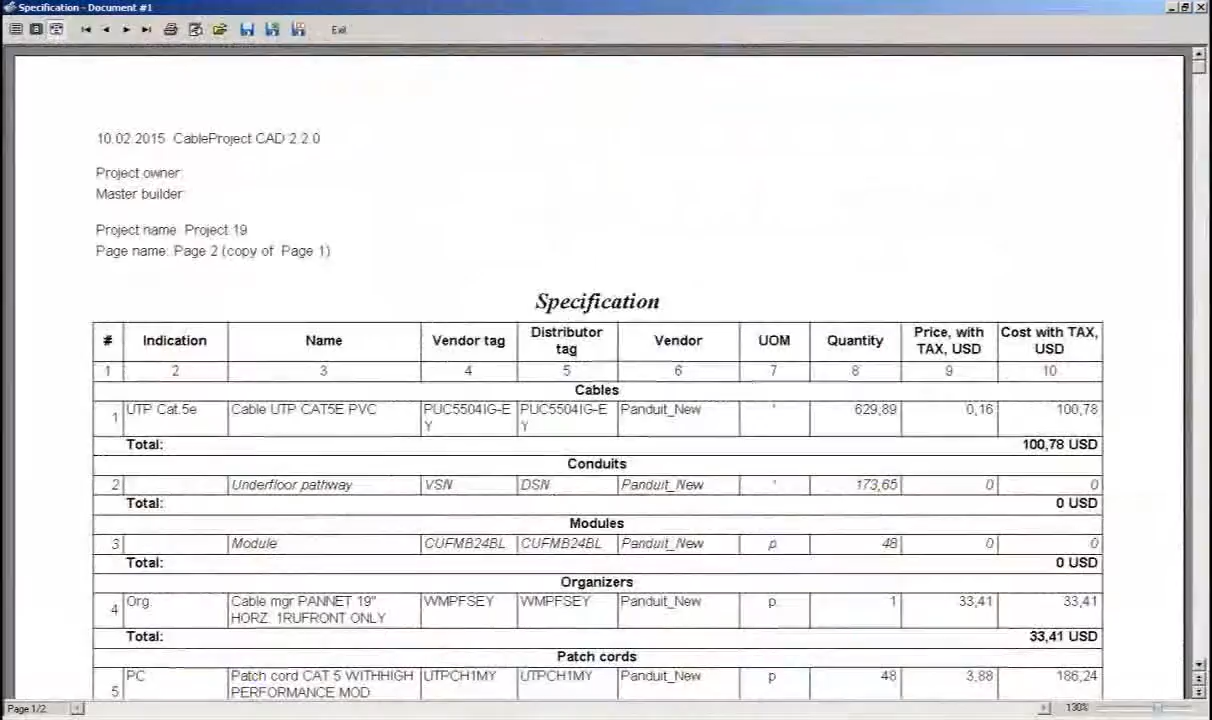 Specification - Document #1
Exit
10.02.2015 CableProject CAD 2.2.0
Project owner:
Master builder:
Project name: Project 19
Page name: Page 2 (copy of Page 1)
Specification
# Indication Name Vendor tag Distributor tag Vendor UOM Quantity Price, with TAX, USD Cost with TAX, USD
1 2 3 4 5 6 7 8 9 10
Cables
1 UTP Cat.5e Cable UTP CAT5E PVC PUC5504IG-EY PUC5504IG-EY Panduit_New ' 629,89 0,16 100,78
Total: 100,78 USD
Conduits
2 Underfloor pathway VSN DSN Panduit_New ' 173,65 0 0
Total: 0 USD
Modules
3 Module CUFMB24BL CUFMB24BL Panduit_New p 48 0 0
Total: 0 USD
Organizers
4 Org. Cable mgr PANNET 19" HORZ. 1RUFRONT ONLY WMPFSEY WMPFSEY Panduit_New p. 1 33,41 33,41
Total: 33,41 USD
Patch cords
5 PC Patch cord CAT 5 WITHHIGH PERFORMANCE MOD UTPCH1MY UTPCH1MY Panduit_New p 48 3,88 186,24
Page 1/2 130%